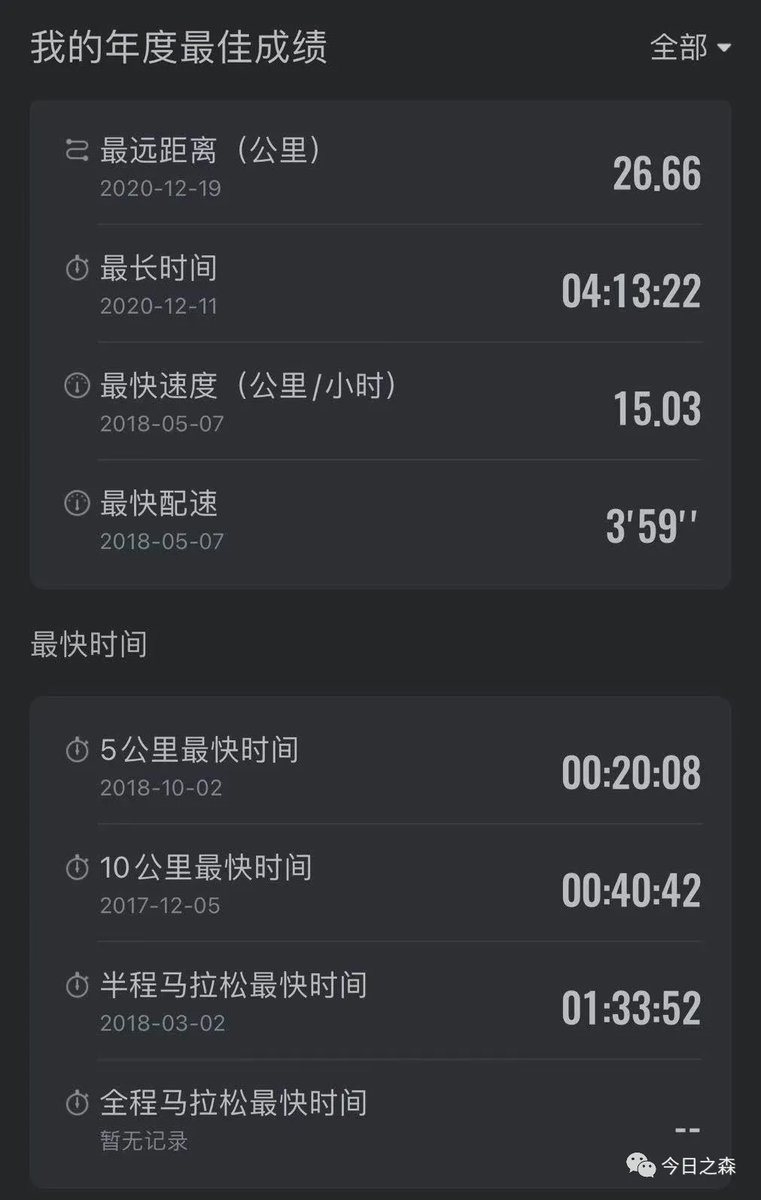 我的年度最佳成绩
全部
最远距离（公里）
26.66
2020-12-19
最长时间
04:13:22
2020-12-11
最快速度（公里/小时）
15.03
2018-05-07
最快配速
3'59''
2018-05-07
最快时间
5公里最快时间
00:20:08
2018-10-02
10公里最快时间
00:40:42
2017-12-05
半程马拉松最快时间
01:33:52
2018-03-02
全程马拉松最快时间
--
暂无记录
今日之森